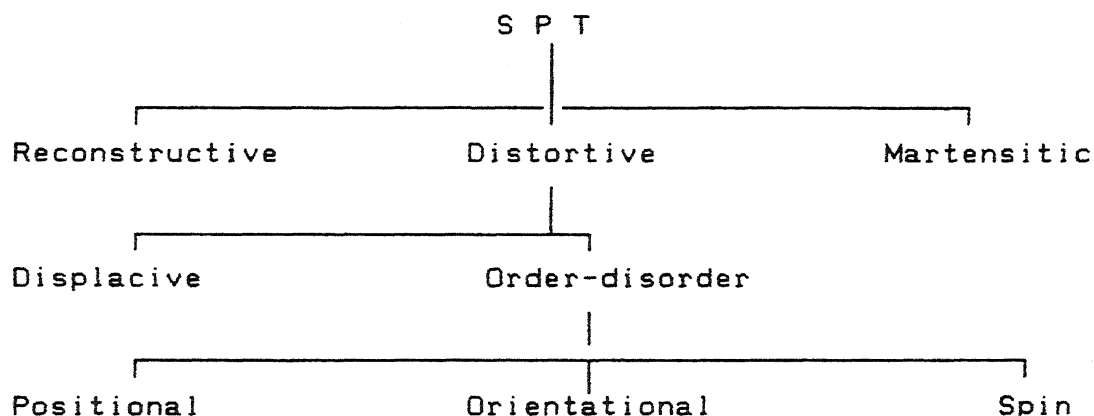 S P T
Reconstructive Distortive Martensitic
Displacive Order-disorder
Positional Orientational Spin